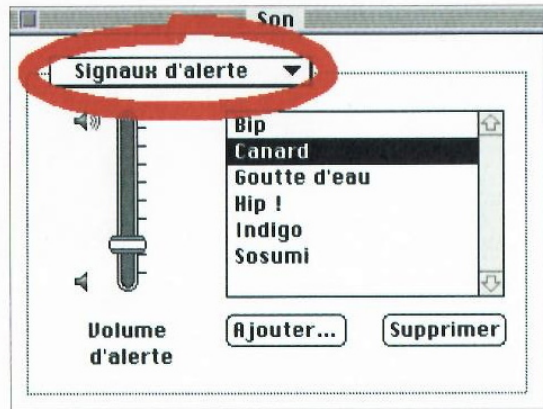 Son
Signaux d'alerte
Bip
Canard
Goutte d'eau
Hip !
Indigo
Sosumi
Volume
d'alerte
Ajouter...
Supprimer